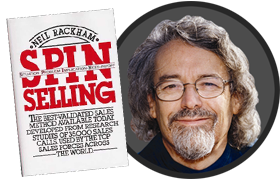 NEIL RACKHAM
SPIN
SITUATION PROBLEM IMPLICATION NEED-PAYOFF
SELLING
THE BEST-VALIDATED SALES
METHOD AVAILABLE TODAY
DEVELOPED FROM RESEARCH
STUDIES OF 35,000 SALES
CALLS. USED BY THE TOP
SALES FORCES ACROSS
THE WORLD